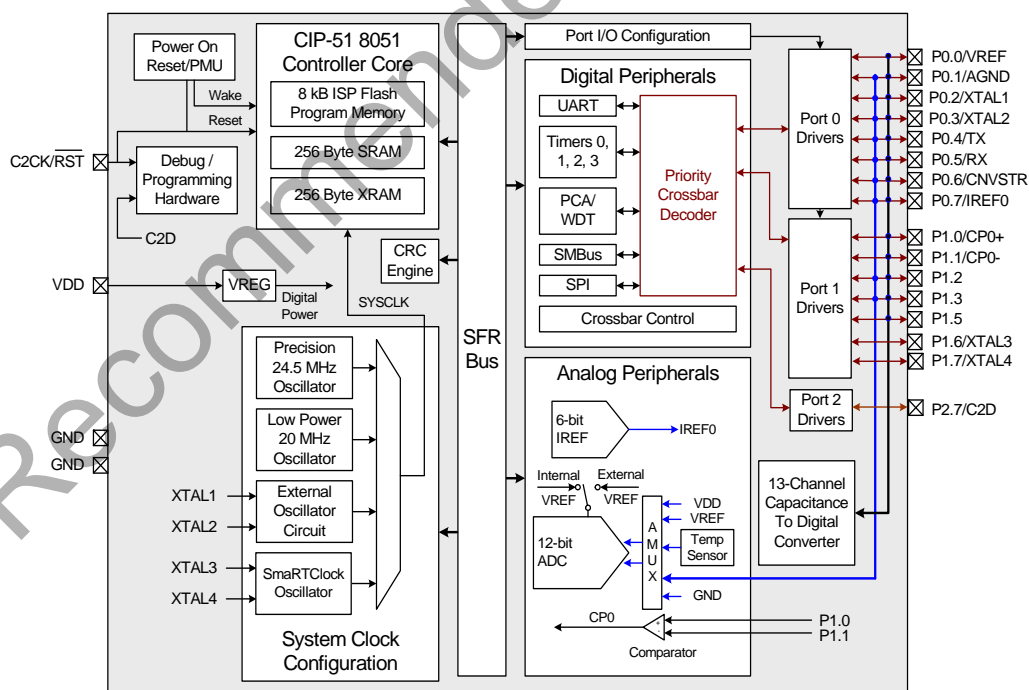 Recommende
Power On
Reset/PMU
Wake
Reset
C2CK/RST
Debug /
Programming
Hardware
C2D
VDD
VREG
Digital
Power
GND
GND
CIP-51 8051
Controller Core
8 kB ISP Flash
Program Memory
256 Byte SRAM
256 Byte XRAM
CRC
Engine
SYSCLK
Precision
24.5 MHz
Oscillator
Low Power
20 MHz
Oscillator
XTAL1
XTAL2
External
Oscillator
Circuit
XTAL3
XTAL4
SmaRTClock
Oscillator
System Clock
Configuration
SFR
Bus
Port I/O Configuration
Digital Peripherals
UART
Timers 0,
1, 2, 3
PCA/
WDT
SMBus
SPI
Priority
Crossbar
Decoder
Crossbar Control
Analog Peripherals
6-bit
IREF
IREF0
Internal
VREF
External
VREF
12-bit
ADC
A
M
U
X
VDD
VREF
Temp
Sensor
GND
CP0
+
-
Comparator
P1.0
P1.1
Port 0
Drivers
Port 1
Drivers
Port 2
Drivers
13-Channel
Capacitance
To Digital
Converter
P0.0/VREF
P0.1/AGND
P0.2/XTAL1
P0.3/XTAL2
P0.4/TX
P0.5/RX
P0.6/CNVSTR
P0.7/IREF0
P1.0/CP0+
P1.1/CP0-
P1.2
P1.3
P1.5
P1.6/XTAL3
P1.7/XTAL4
P2.7/C2D